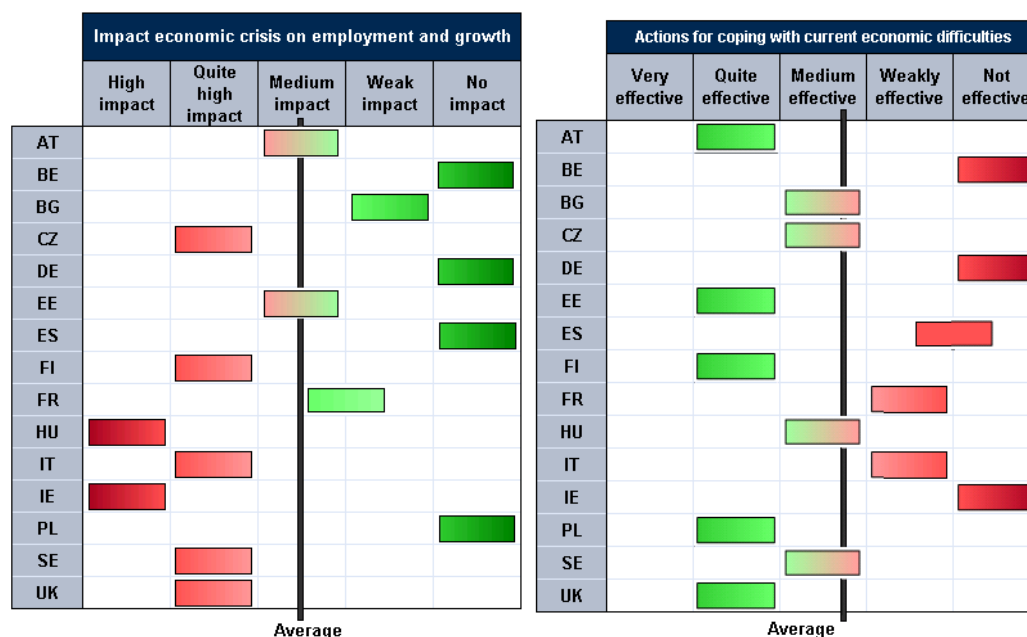 Impact economic crisis on employment and growth
High impact
Quite high impact
Medium impact
Weak impact
No impact
AT
BE
BG
CZ
DE
EE
ES
FI
FR
HU
IT
IE
PL
SE
UK
Average
Actions for coping with current economic difficulties
Very effective
Quite effective
Medium effective
Weakly effective
Not effective
AT
BE
BG
CZ
DE
EE
ES
FI
FR
HU
IT
IE
PL
SE
UK
Average